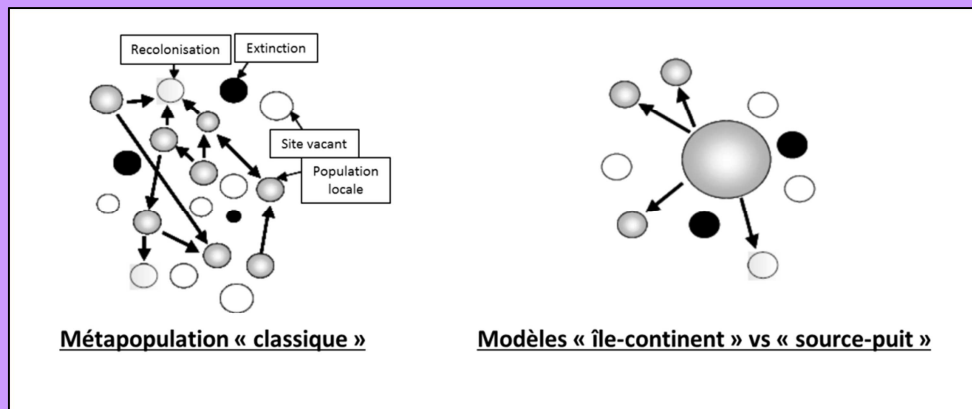 Recolonisation
Extinction
Site vacant
Population
locale
Métapopulation « classique »
Modèles « île-continent » vs « source-puit »